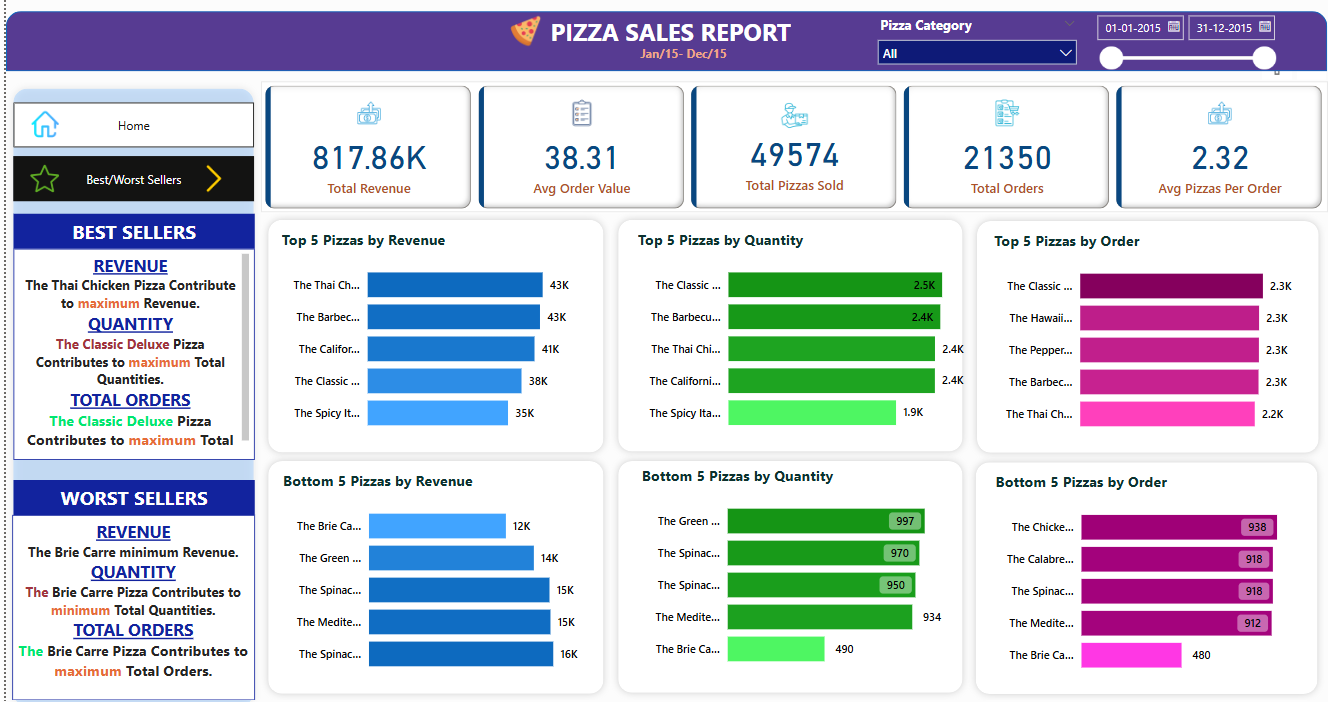 PIZZA SALES REPORT
Jan/15- Dec/15
Pizza Category
All
01-01-2015
31-12-2015
Home
Best/Worst Sellers
817.86K
Total Revenue
38.31
Avg Order Value
49574
Total Pizzas Sold
21350
Total Orders
2.32
Avg Pizzas Per Order
BEST SELLERS
REVENUE
The Thai Chicken Pizza Contribute
to maximum Revenue.
QUANTITY
The Classic Deluxe Pizza
Contributes to maximum Total
Quantities.
TOTAL ORDERS
The Classic Deluxe Pizza
Contributes to maximum Total
WORST SELLERS
REVENUE
The Brie Carre minimum Revenue.
QUANTITY
The Brie Carre Pizza Contributes to
minimum Total Quantities.
TOTAL ORDERS
The Brie Carre Pizza Contributes to
maximum Total Orders.
Top 5 Pizzas by Revenue
The Thai Ch... 43K
The Barbec... 43K
The Califor... 41K
The Classic ... 38K
The Spicy It... 35K
Top 5 Pizzas by Quantity
The Classic ... 2.5K
The Barbecu... 2.4K
The Thai Chi... 2.4K
The Californi... 2.4K
The Spicy Ita... 1.9K
Top 5 Pizzas by Order
The Classic ... 2.3K
The Hawaii... 2.3K
The Pepper... 2.3K
The Barbec... 2.3K
The Thai Ch... 2.2K
Bottom 5 Pizzas by Revenue
The Brie Ca... 12K
The Green ... 14K
The Spinac... 15K
The Medite... 15K
The Spinac... 16K
Bottom 5 Pizzas by Quantity
The Green ... 997
The Spinac... 970
The Spinac... 950
The Medite... 934
The Brie Ca... 490
Bottom 5 Pizzas by Order
The Chicke... 938
The Calabre... 918
The Spinac... 918
The Medite... 912
The Brie Ca... 480